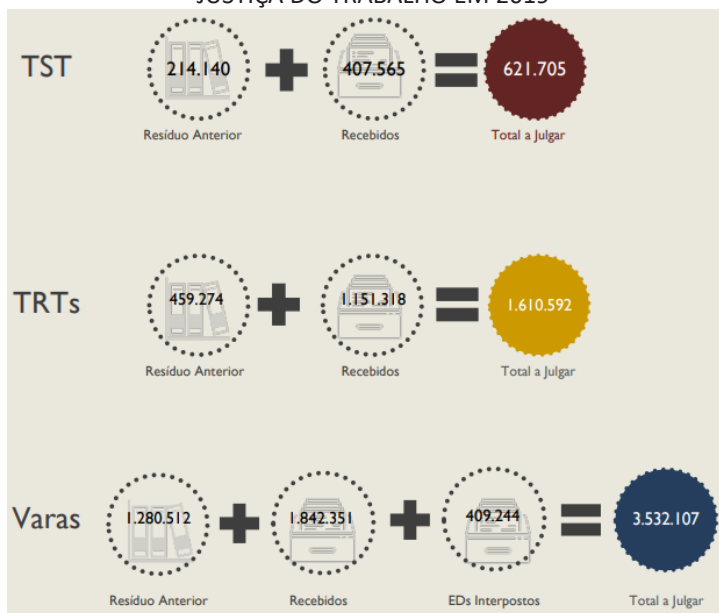 JUSTIÇA DO TRABALHO EM 2019
TST
214.140
407.565
621.705
Resíduo Anterior
Recebidos
Total a Julgar
TRTs
459.274
1.151.318
1.610.592
Resíduo Anterior
Recebidos
Total a Julgar
Varas
1.280.512
1.842.351
409.244
3.532.107
Resíduo Anterior
Recebidos
EDs Interpostos
Total a Julgar